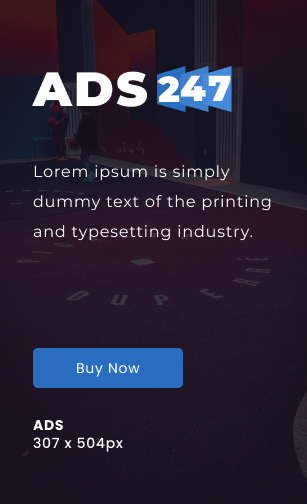 ADS 247
Lorem ipsum is simply
dummy text of the printing
and typesetting industry.
Buy Now
ADS
307 x 504px